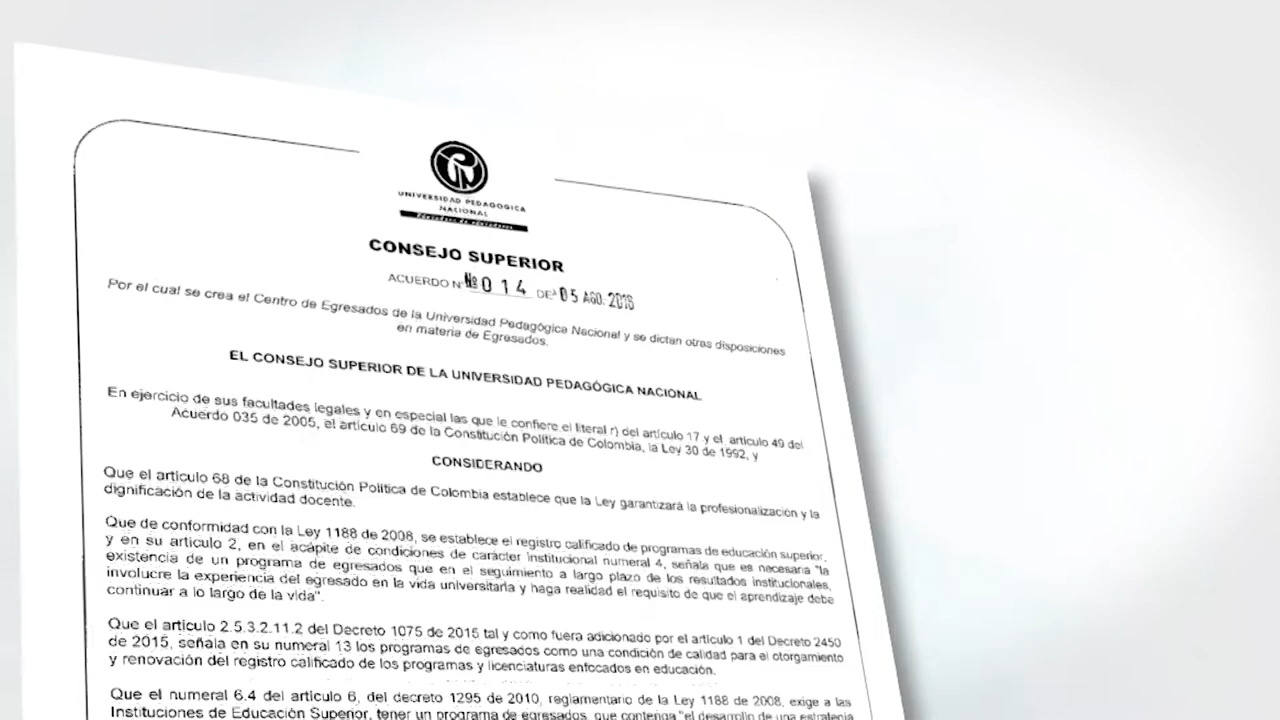 UNIVERSIDAD PEDAGOGICA
NACIONAL
Educadora de educadores
CONSEJO SUPERIOR
ACUERDO N° Nº 014 DE 05 AGO. 2016
Por el cual se crea el Centro de Egresados de la Universidad Pedagógica Nacional y se dictan otras disposiciones
en materia de Egresados.
EL CONSEJO SUPERIOR DE LA UNIVERSIDAD PEDAGÓGICA NACIONAL
En ejercicio de sus facultades legales y en especial las que le confiere el literal r) del artículo 17 y el artículo 49 del
Acuerdo 035 de 2005, el artículo 69 de la Constitución Política de Colombia, la Ley 30 de 1992, y
CONSIDERANDO
Que el artículo 68 de la Constitución Política de Colombia establece que la Ley garantizará la profesionalización y la
dignificación de la actividad docente.
Que de conformidad con la Ley 1188 de 2008, se establece el registro calificado de programas de educación superior,
y en su artículo 2, en el acápite de condiciones de carácter institucional numeral 4, señala que es necesaria "la
existencia de un programa de egresados que en el seguimiento a largo plazo de los resultados institucionales,
involucre la experiencia del egresado en la vida universitaria y haga realidad el requisito de que el aprendizaje debe
continuar a lo largo de la vida".
Que el artículo 2.5.3.2.11.2 del Decreto 1075 de 2015 tal y como fuera adicionado por el artículo 1 del Decreto 2450
de 2015, señala en su numeral 13 los programas de egresados como una condición de calidad para el otorgamiento
y renovación del registro calificado de los programas y licenciaturas enfocados en educación.
Que el numeral 6.4 del artículo 6, del decreto 1295 de 2010, reglamentario de la Ley 1188 de 2008, exige a las
Instituciones de Educación Superior, tener un programa de egresados, que contenga "el desarrollo de una estrategia